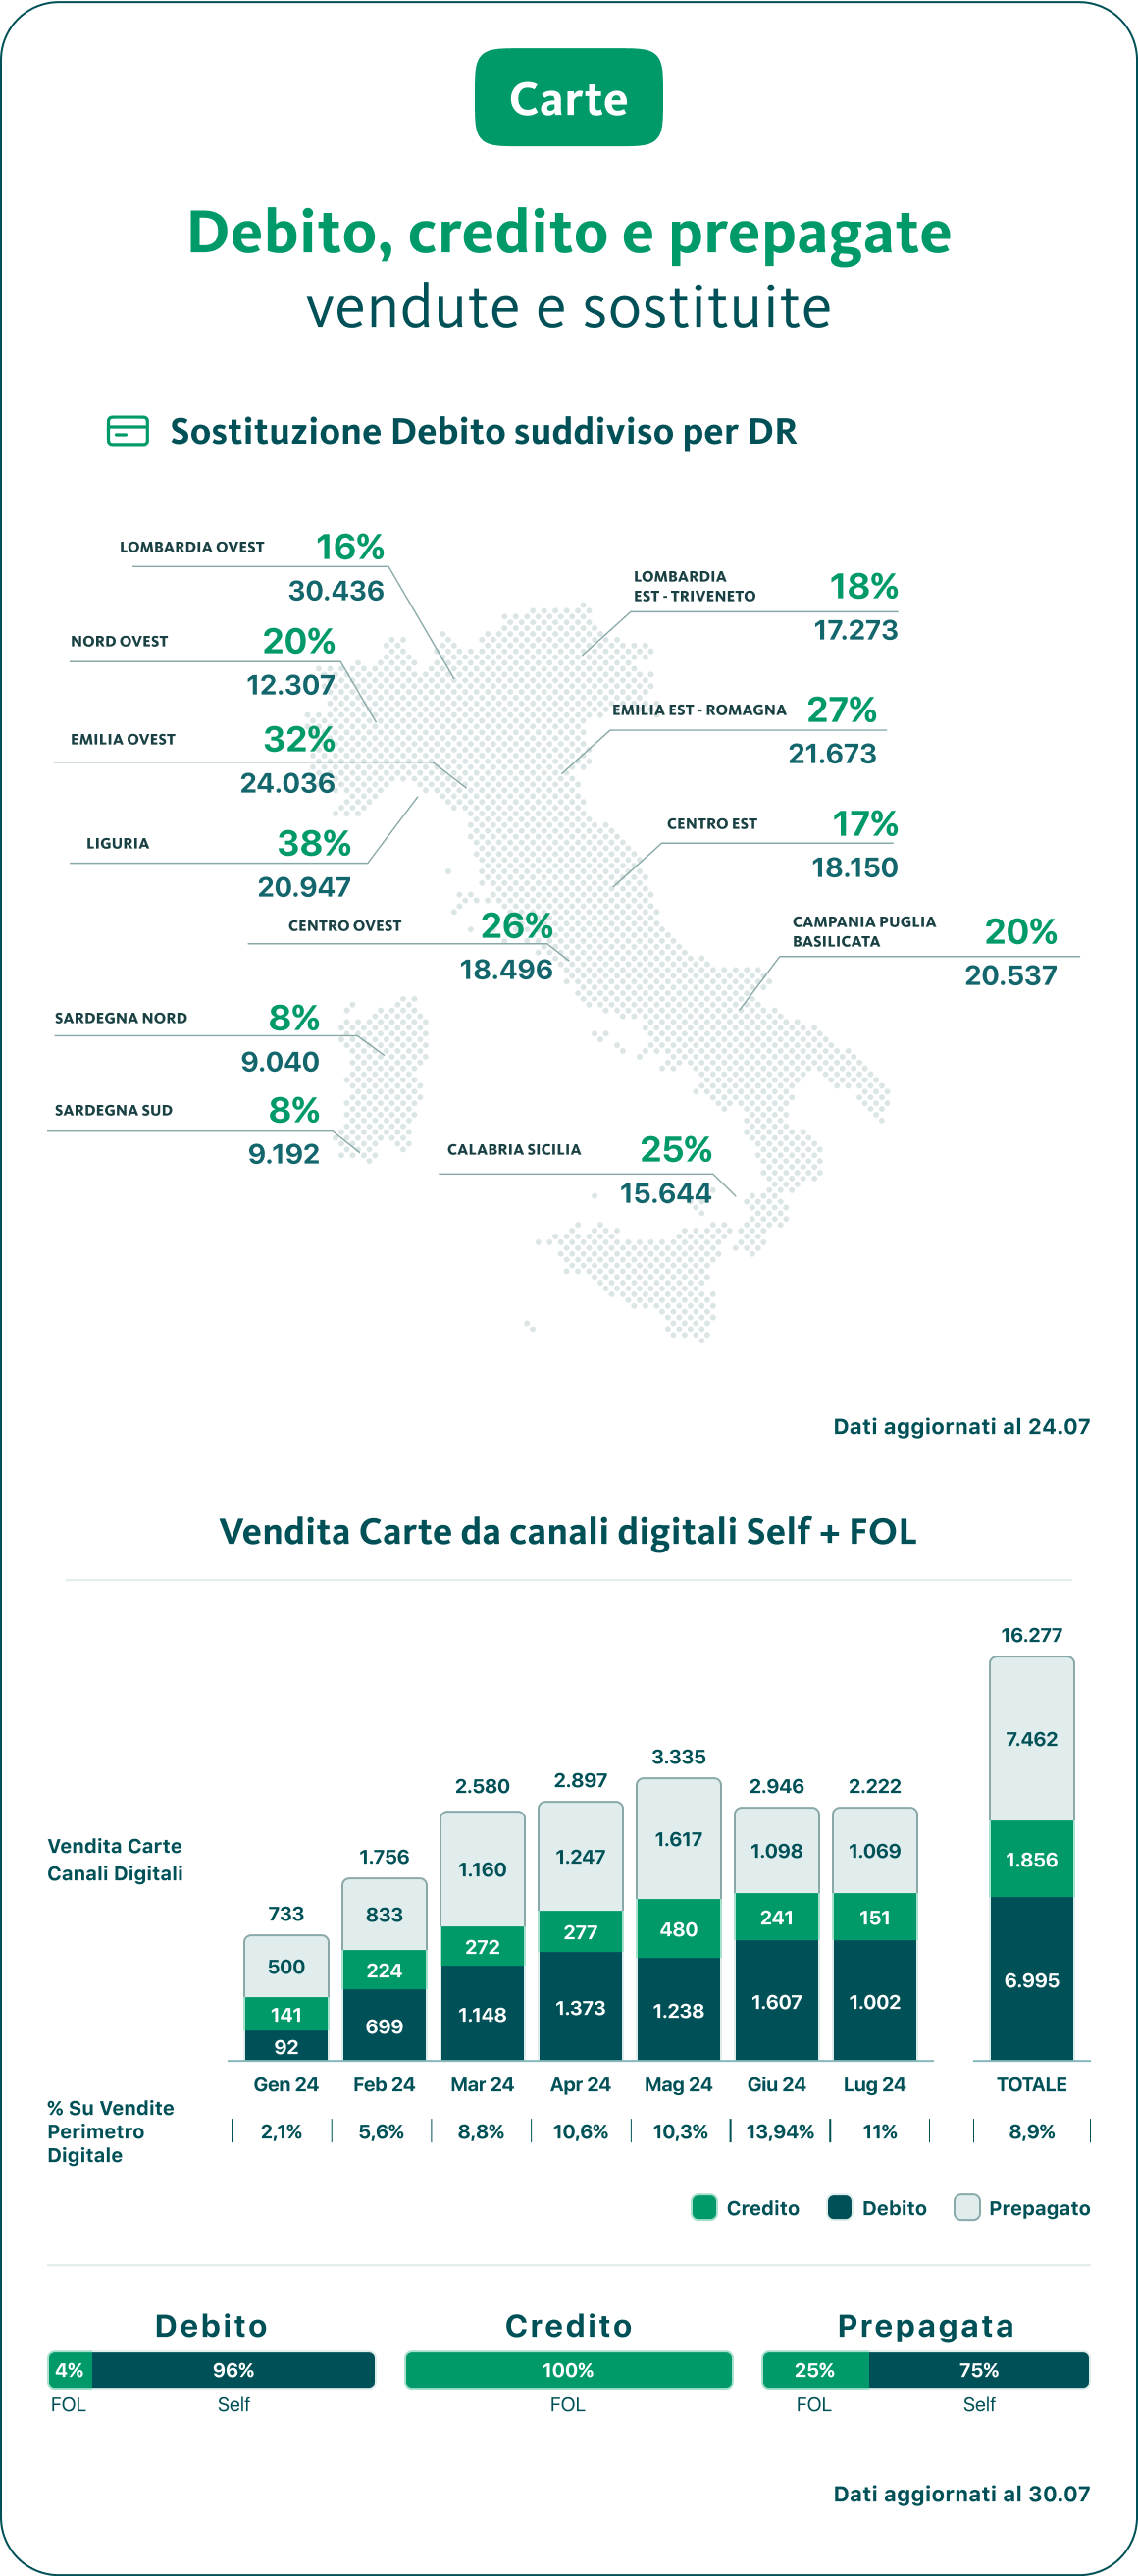 Carte
Debito, credito e prepagate
vendute e sostituite
Sostituzione Debito suddiviso per DR
LOMBARDIA OVEST 16%
30.436
LOMBARDIA
EST - TRIVENETO 18%
17.273
NORD OVEST 20%
12.307
EMILIA EST - ROMAGNA 27%
21.673
EMILIA OVEST 32%
24.036
CENTRO EST 17%
18.150
LIGURIA 38%
20.947
CENTRO OVEST 26%
18.496
CAMPANIA PUGLIA
BASILICATA 20%
20.537
SARDEGNA NORD 8%
9.040
SARDEGNA SUD 8%
9.192
CALABRIA SICILIA 25%
15.644
Dati aggiornati al 24.07
Vendita Carte da canali digitali Self + FOL
Vendita Carte
Canali Digitali
733
500
141
92
1.756
833
224
699
2.580
1.160
272
1.148
2.897
1.247
277
1.373
3.335
1.617
480
1.238
2.946
1.098
241
1.607
2.222
1.069
151
1.002
16.277
7.462
1.856
6.995
Gen 24 Feb 24 Mar 24 Apr 24 Mag 24 Giu 24 Lug 24 TOTALE
% Su Vendite
Perimetro
Digitale
2,1% 5,6% 8,8% 10,6% 10,3% 13,94% 11% 8,9%
Credito Debito Prepagato
Debito
4% 96%
FOL Self
Credito
100%
FOL
Prepagata
25% 75%
FOL Self
Dati aggiornati al 30.07